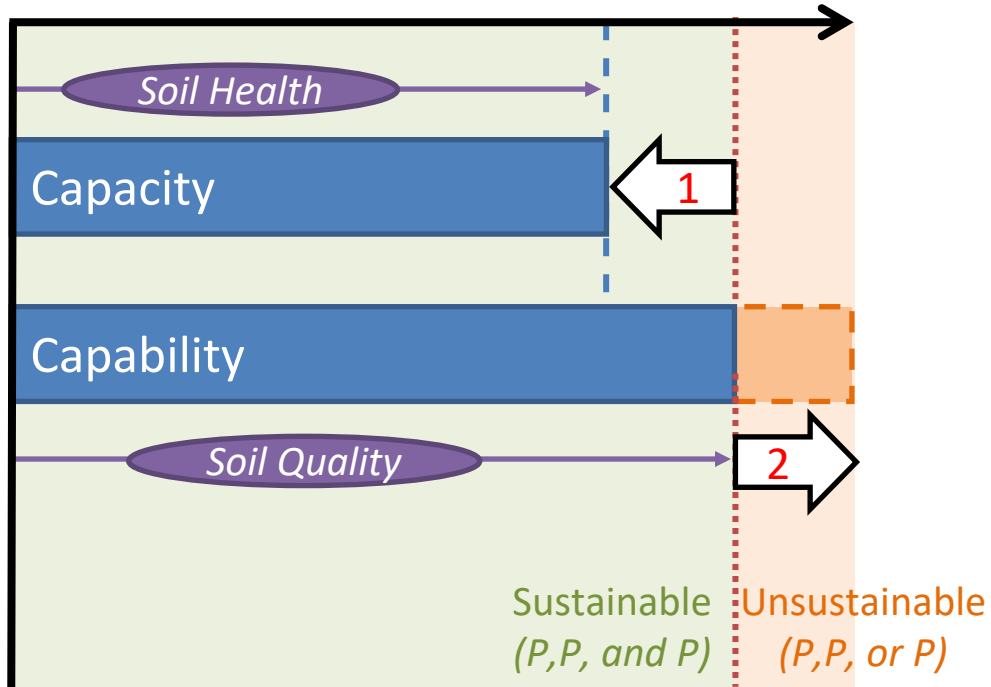 Soil Health
Capacity
1
Capability
Soil Quality
2
Sustainable
(P,P, and P)
Unsustainable
(P,P, or P)